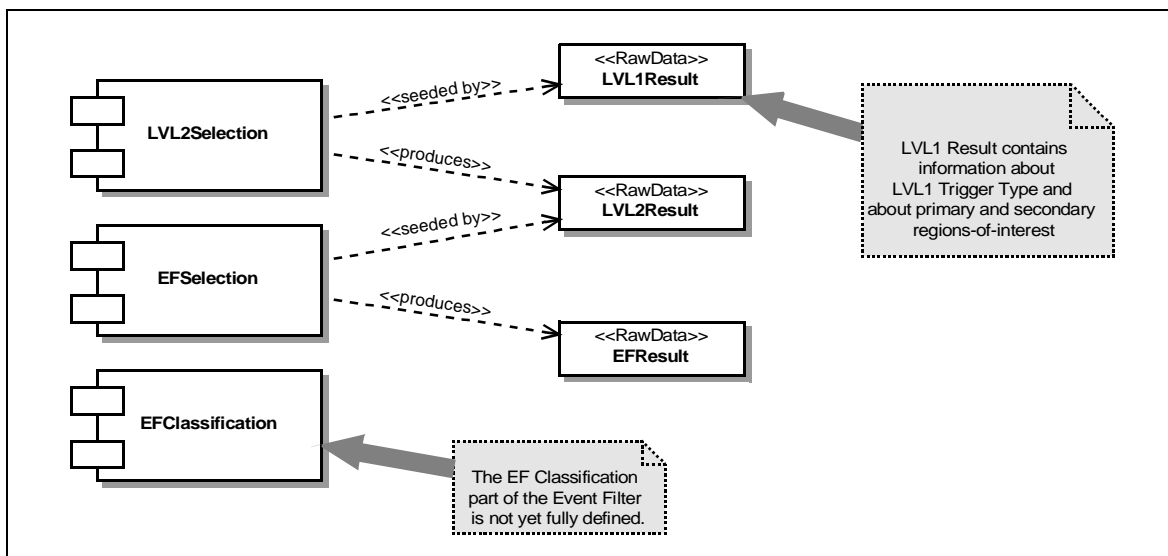 <<RawData>>
LVL1Result
<<seeded by>>
LVL2Selection
LVL1 Result contains
information about
LVL1 Trigger Type and
about primary and secondary
regions-of-interest
<<produces>>
<<RawData>>
LVL2Result
<<seeded by>>
EFSelection
<<produces>>
<<RawData>>
EFResult
EFClassification
The EF Classification
part of the Event Filter
is not yet fully defined.